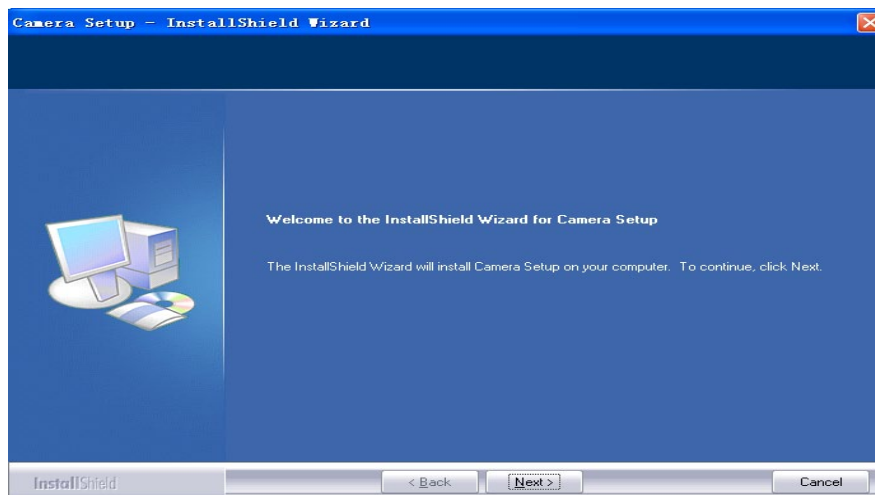 Camera Setup - InstallShield Wizard
Welcome to the InstallShield Wizard for Camera Setup
The InstallShield Wizard will install Camera Setup on your computer. To continue, click Next.
InstallShield
< Back Next > Cancel